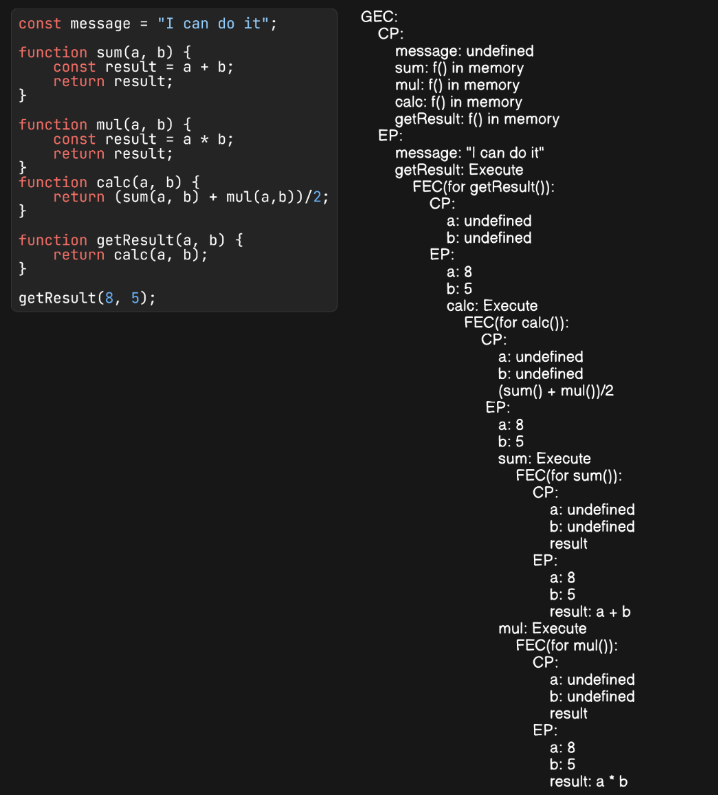 const message = "I can do it";
function sum(a, b) {
    const result = a + b;
    return result;
}
function mul(a, b) {
    const result = a * b;
    return result;
}
function calc(a, b) {
    return (sum(a, b) + mul(a,b))/2;
}
function getResult(a, b) {
    return calc(a, b);
}
getResult(8, 5);
GEC:
CP:
message: undefined
sum: f() in memory
mul: f() in memory
calc: f() in memory
getResult: f() in memory
EP:
message: "I can do it"
getResult: Execute
FEC(for getResult()):
CP:
a: undefined
b: undefined
EP:
a: 8
b: 5
calc: Execute
FEC(for calc()):
CP:
a: undefined
b: undefined
(sum() + mul())/2
EP:
a: 8
b: 5
sum: Execute
FEC(for sum()):
CP:
a: undefined
b: undefined
result
EP:
a: 8
b: 5
result: a + b
mul: Execute
FEC(for mul()):
CP:
a: undefined
b: undefined
result
EP:
a: 8
b: 5
result: a * b